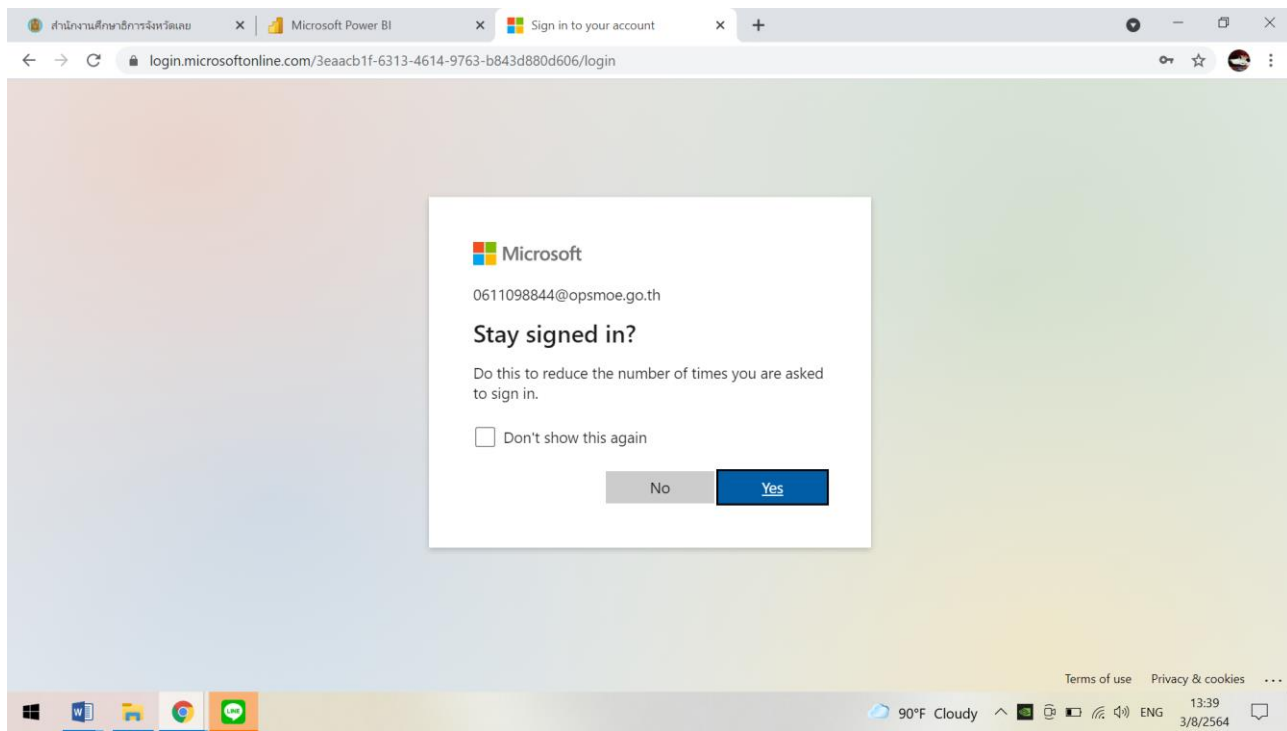 สำนักงานศึกษาธิการจังหวัดเลย
Microsoft Power BI
Sign in to your account
login.microsoftonline.com/3eaacb1f-6313-4614-9763-b843d880d606/login
Microsoft
0611098844@opsmoe.go.th
Stay signed in?
Do this to reduce the number of times you are asked
to sign in.
Don't show this again
No
Yes
Terms of use
Privacy & cookies
W
LINE
90°F Cloudy
ENG
13:39
3/8/2564